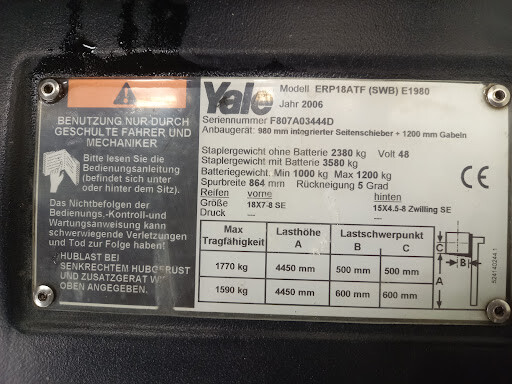 BENUTZUNG NUR DURCH
GESCHULTE FAHRER UND
MECHANIKER
Bitte lesen Sie die
Bedienungsanleitung
(befindet sich unter
oder hinter dem Sitz).
Das Nichtbefolgen der
Bedienungs,-Kontroll-und
Wartungsanweisung kann
schwerwiegende Verletzungen
und Tod zur Folge haben!
HUBLAST BEI
SENKRECHTEM HUBGERUST
UND ZUSATZGERAT WI
OBEN ANGEGEBEN.
Yale
Modell ERP18ATF (SWB) E1980
Jahr 2006
Seriennummer F807A03444D
Anbaugerät: 980 mm integrierter Seitenschieber + 1200 mm Gabeln
Staplergewicht ohne Batterie 2380 kg Volt 48
Staplergewicht mit Batterie 3580 kg
Batteriegewicht. Min 1000 kg Max 1200 kg
Spurbreite 864 mm Rückneigung 5 Grad
Reifen vorne hinten
Größe 18X7-8 SE 15X4.5-8 Zwilling SE
Druck --- ---
CE
Max Tragfähigkeit Lasthöhe A Lastschwerpunkt B C
1770 kg 4450 mm 500 mm 500 mm
1590 kg 4450 mm 600 mm 600 mm
C
B
A
524140244.1